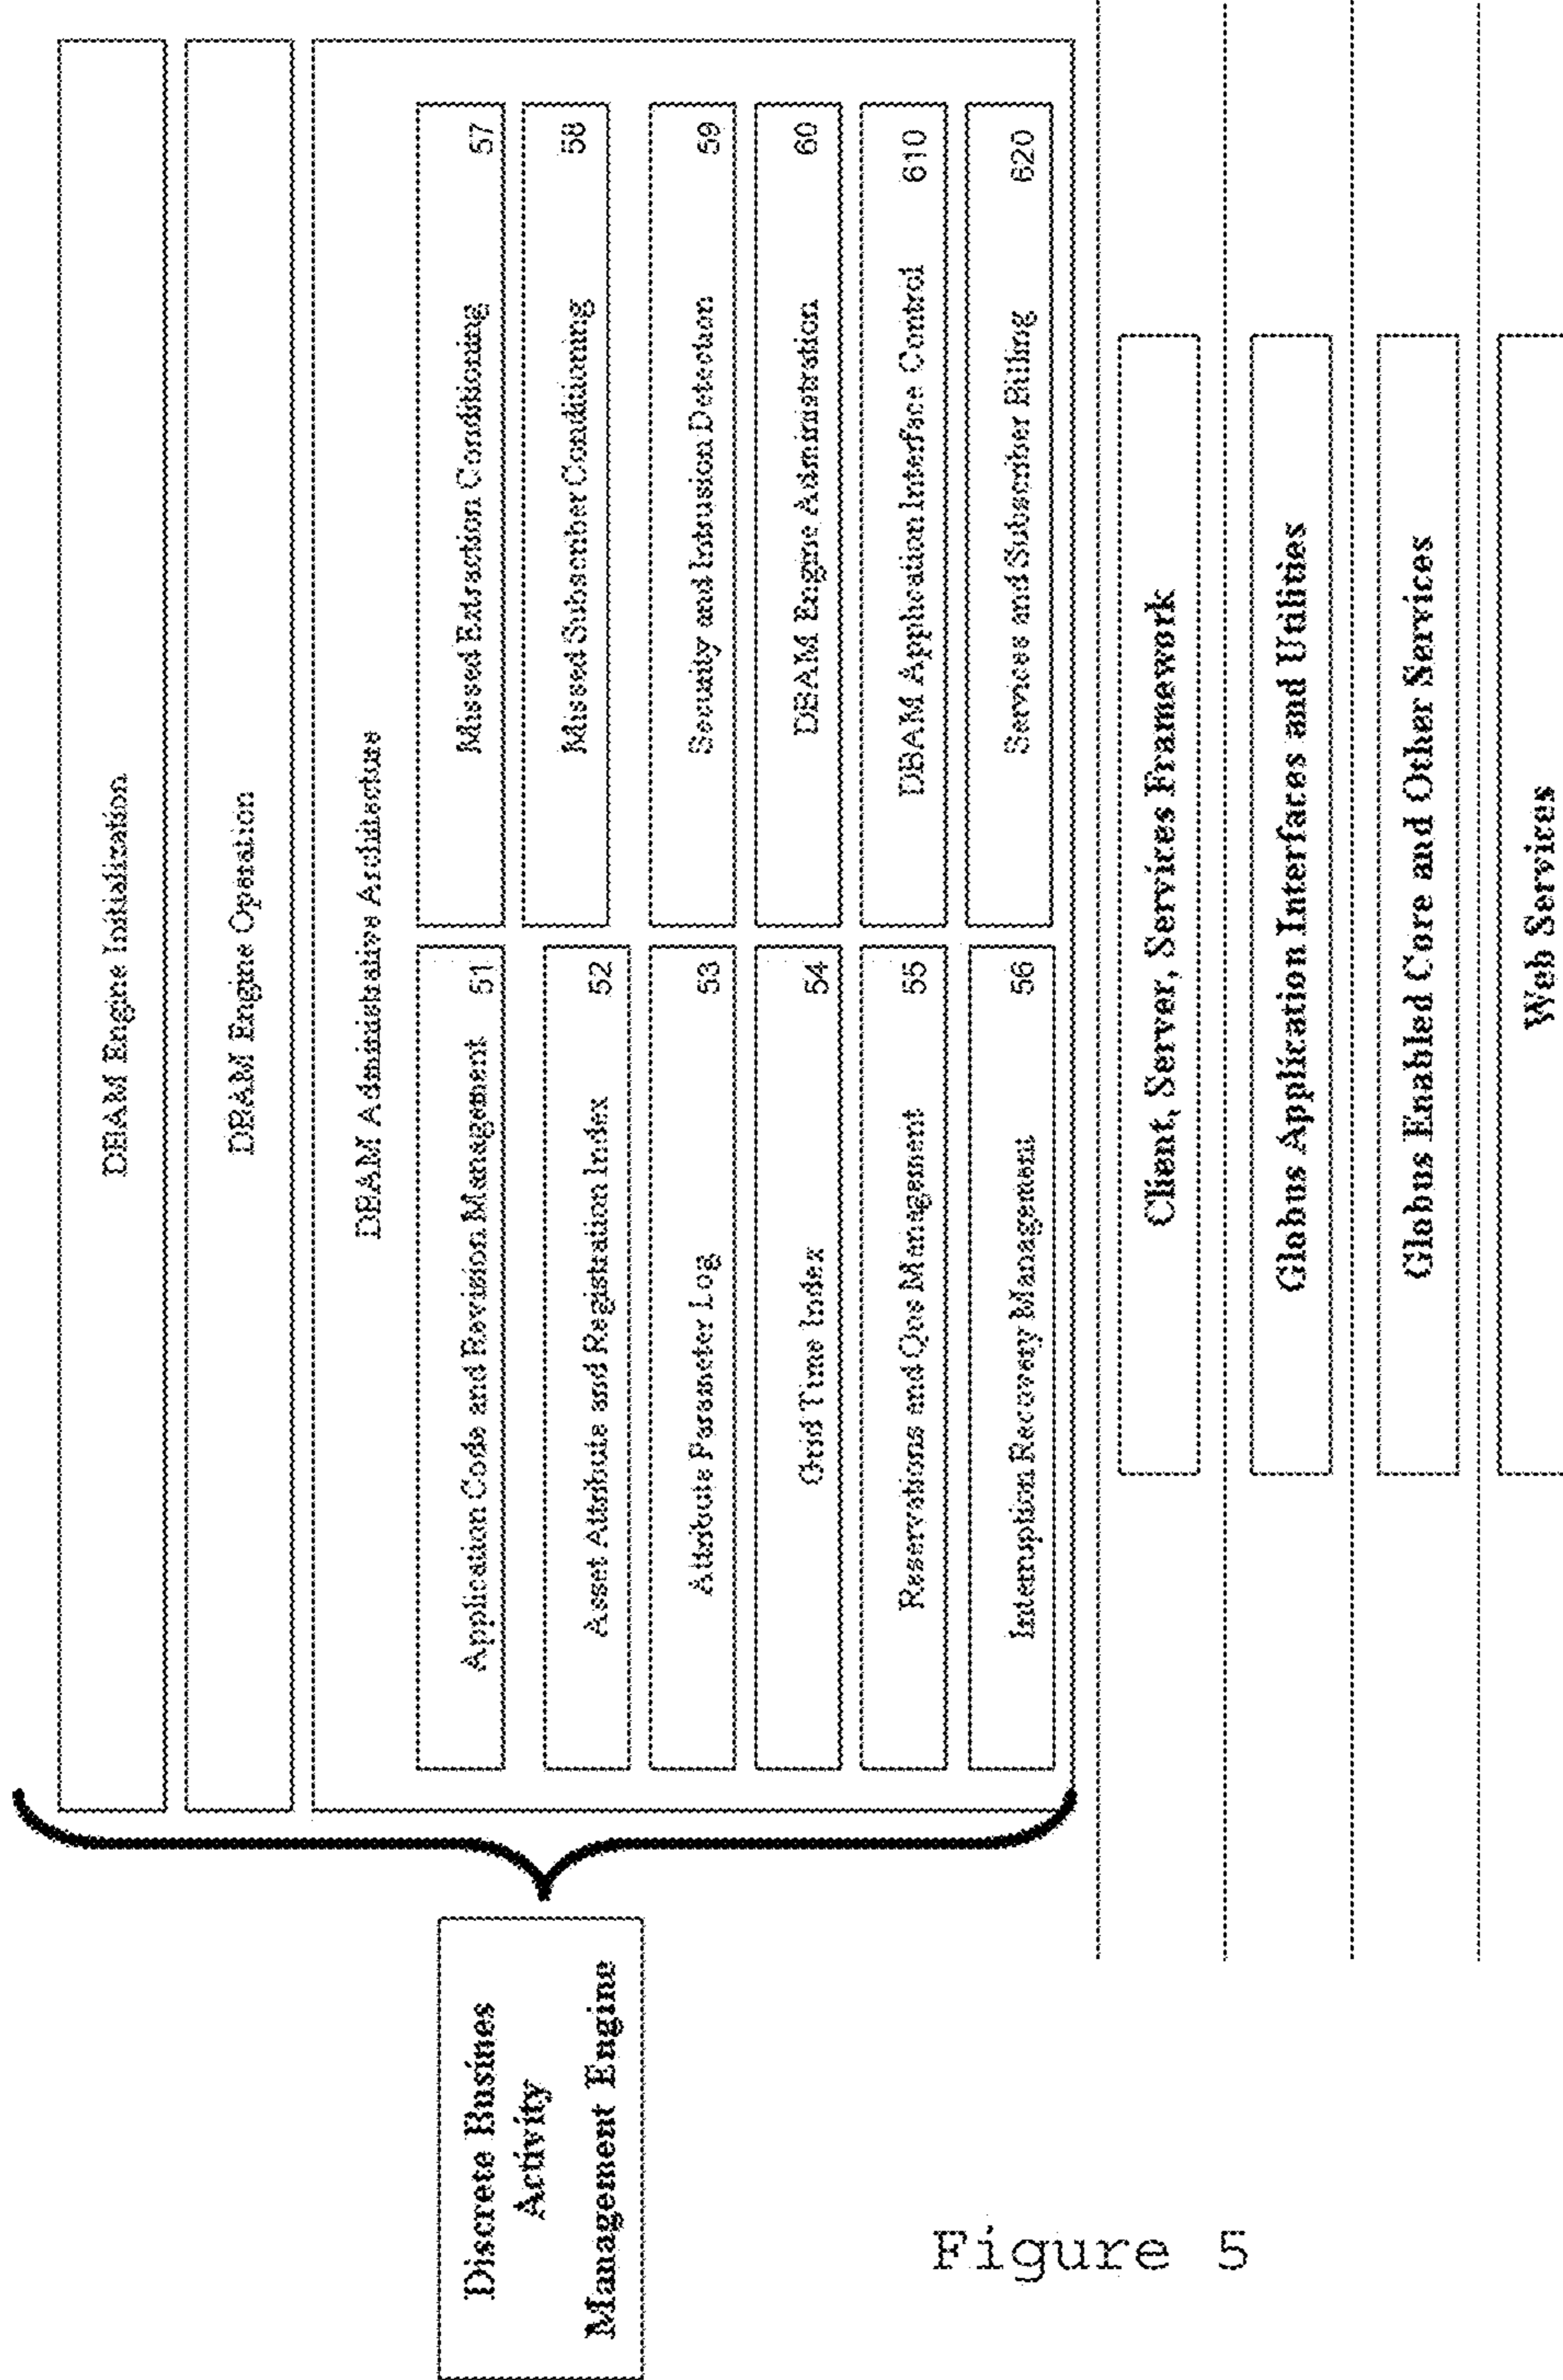 DBAM Engine Initialization
DBAM Engine Operation
DBAM Administrative Architecture
Application Code and Revision Management 51
Missed Extraction Conditioning 57
Asset Attribute and Registration Index 52
Missed Subscriber Conditioning 58
Attribute Parameter Log 53
Security and Intrusion Detection 59
Grid Time Index 54
DBAM Engine Administration 60
Reservations and Qos Management 55
DBAM Application Interface Control 610
Interruption Recovery Management 56
Services and Subscriber Billing 620
Discrete Busines
Activity
Management Engine
Client, Server, Services Framework
Globus Application Interfaces and Utilities
Globus Enabled Core and Other Services
Web Services
Figure 5